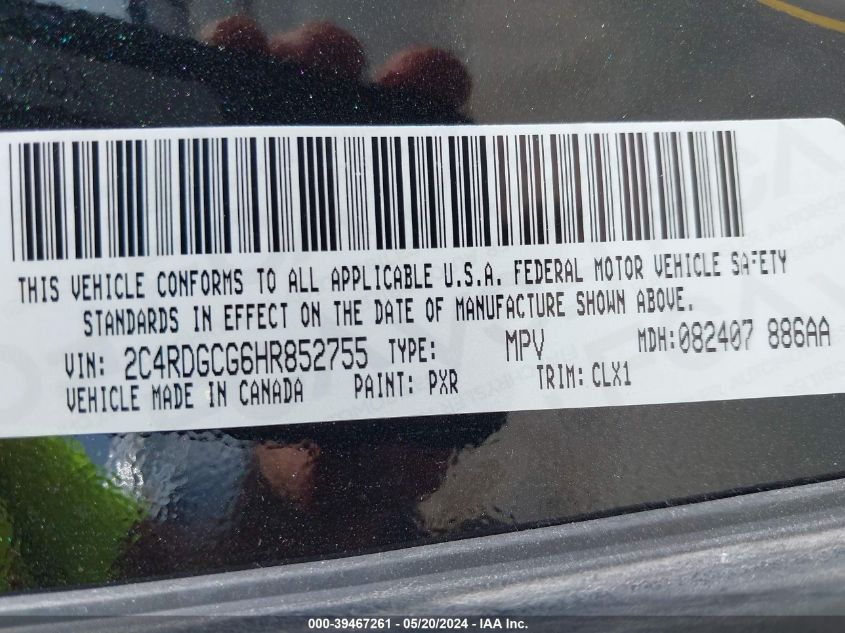 THIS VEHICLE CONFORMS TO ALL APPLICABLE U.S.A. FEDERAL MOTOR VEHICLE SAFETY
STANDARDS IN EFFECT ON THE DATE OF MANUFACTURE SHOWN ABOVE.
VIN: 2C4RDGCG6HR852755 TYPE: MPV MDH:082407 886AA
VEHICLE MADE IN CANADA PAINT: PXR TRIM: CLX1
000-39467261 - 05/20/2024 - IAA Inc.